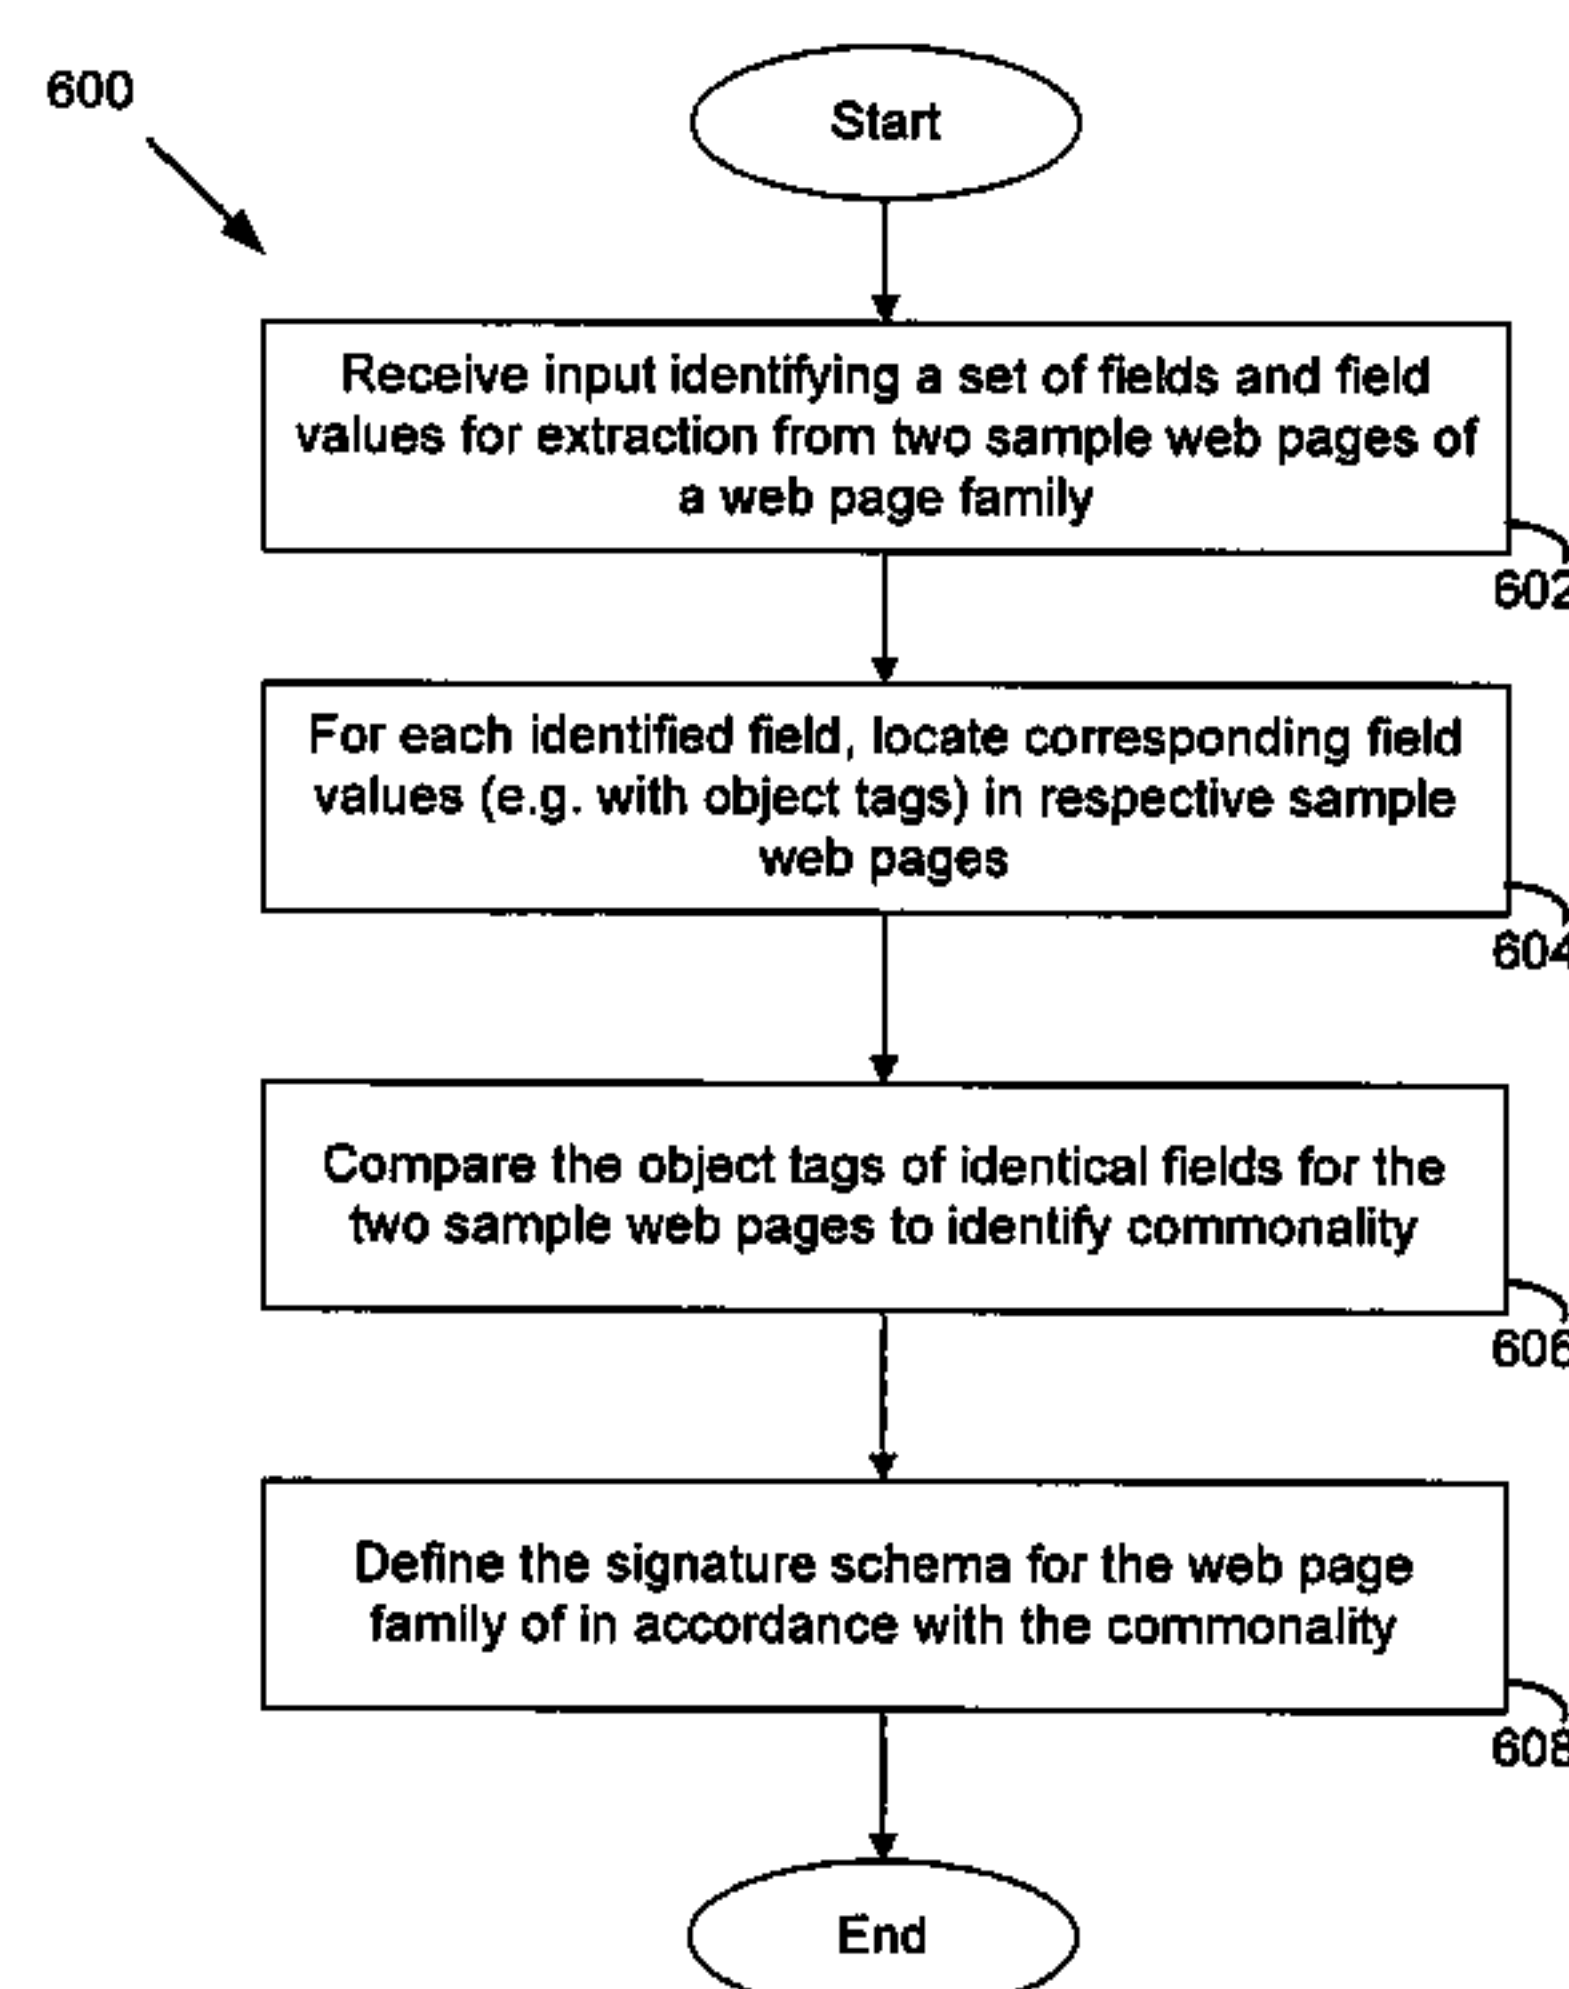 600
Start
Receive input identifying a set of fields and field
values for extraction from two sample web pages of
a web page family
602
For each identified field, locate corresponding field
values (e.g. with object tags) in respective sample
web pages
604
Compare the object tags of identical fields for the
two sample web pages to identify commonality
606
Define the signature schema for the web page
family of in accordance with the commonality
608
End